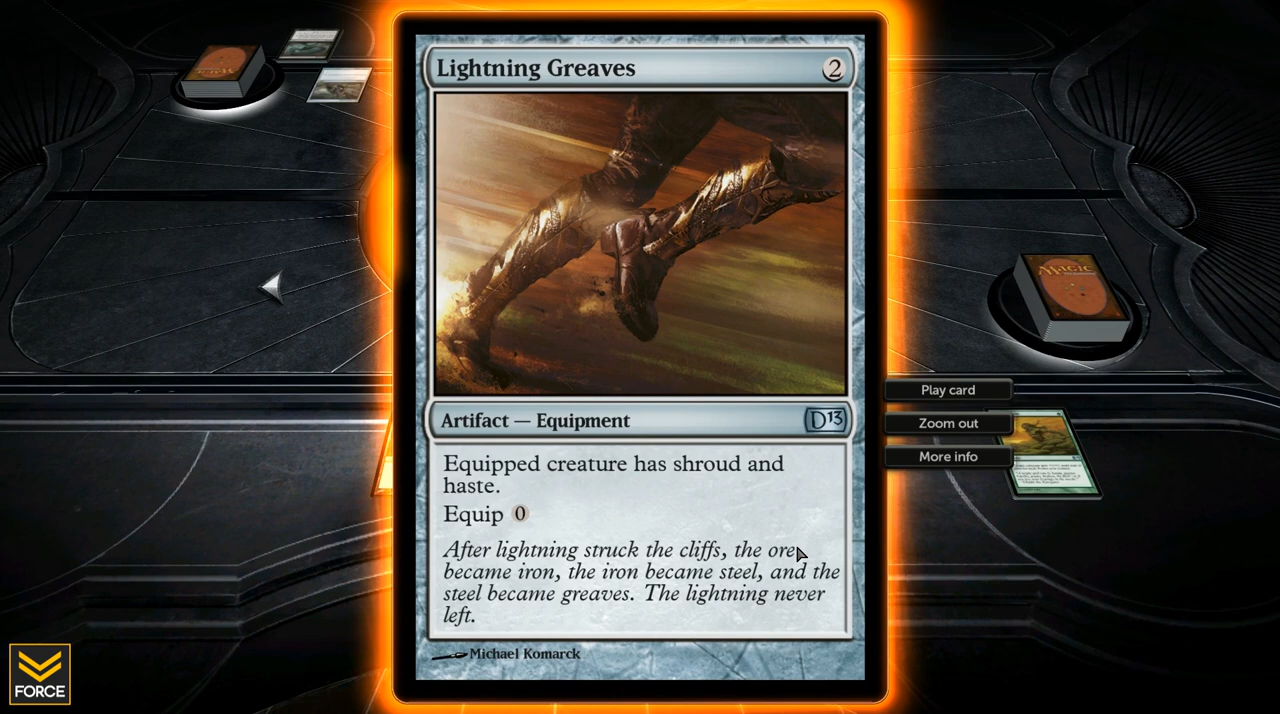 Lightning Greaves 2
Artifact — Equipment D13
Equipped creature has shroud and
haste.
Equip 0
After lightning struck the cliffs, the ore
became iron, the iron became steel, and the
steel became greaves. The lightning never
left.
Michael Komarck
Magic
Play card
Zoom out
More info
FORCE